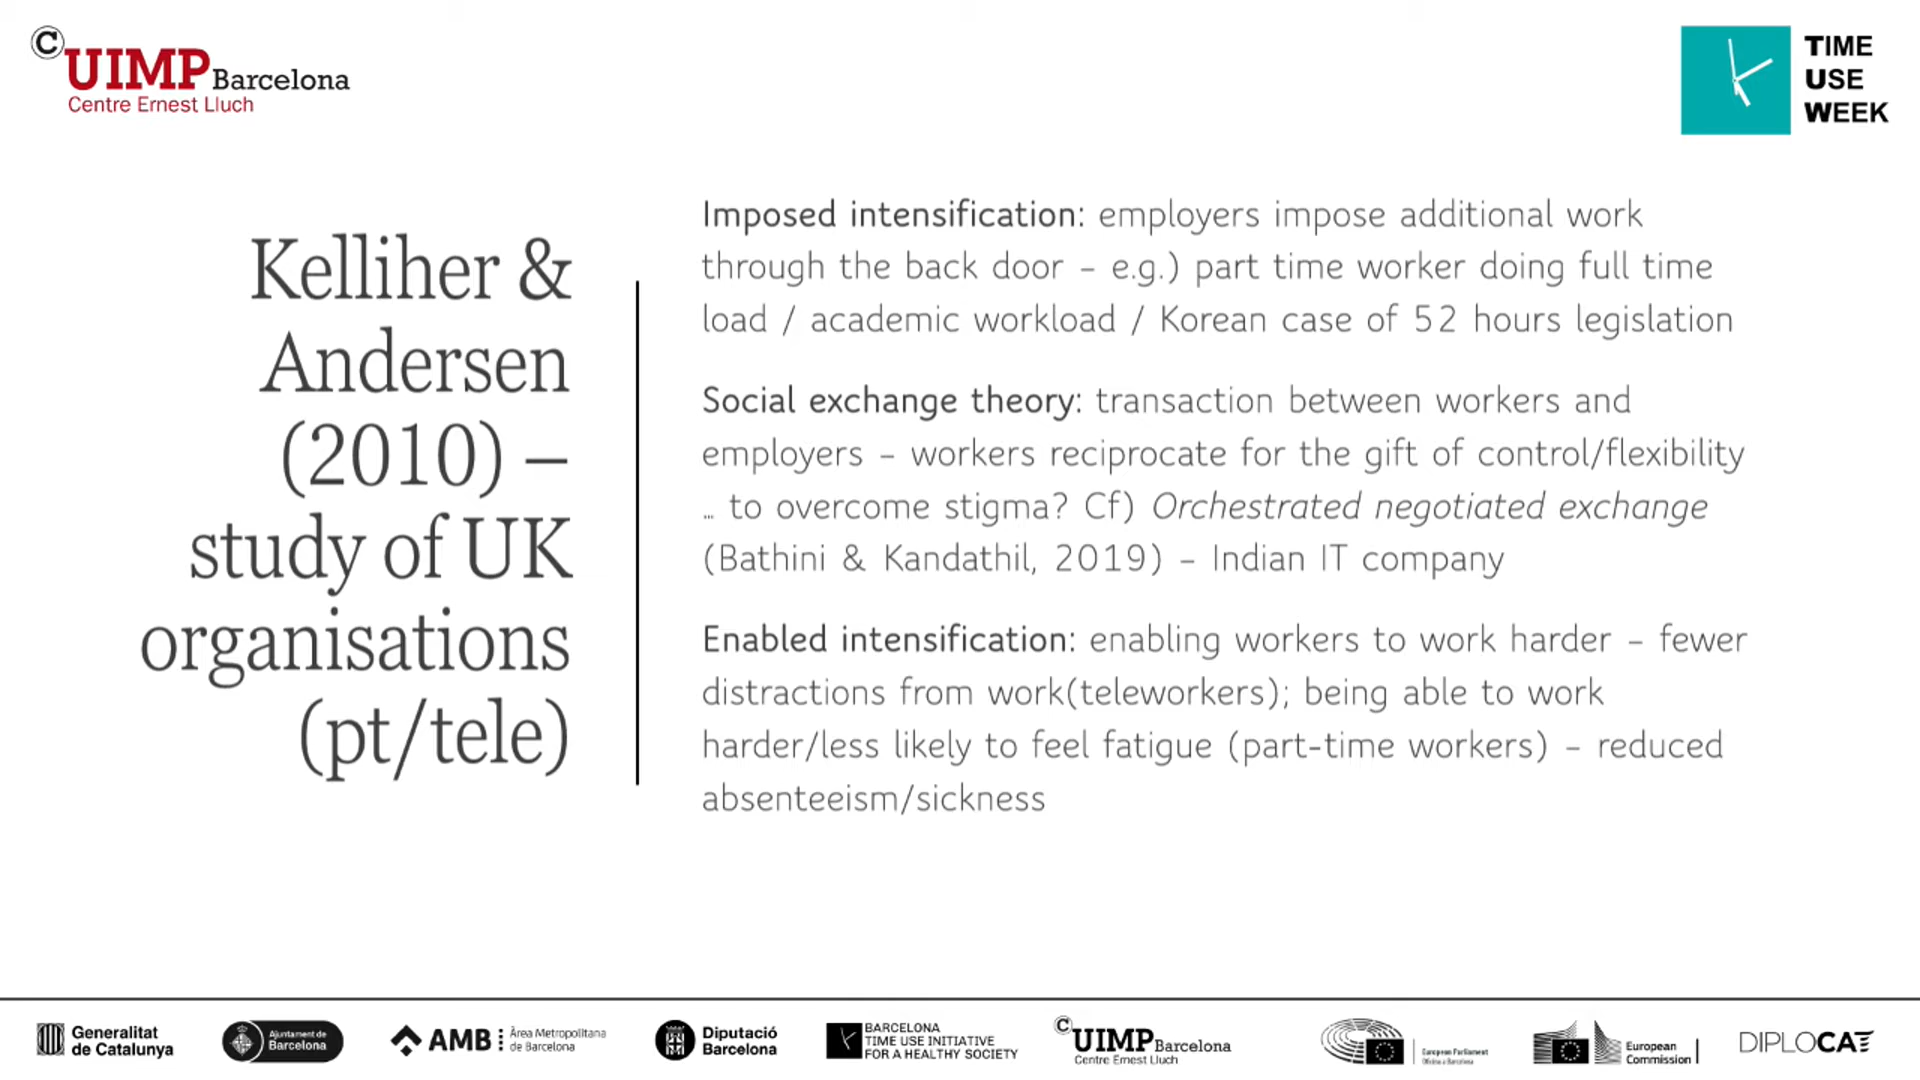 C UIMP Barcelona
Centre Ernest Lluch
TIME
USE
WEEK
Kelliher &
Andersen
(2010) –
study of UK
organisations
(pt/tele)
Imposed intensification: employers impose additional work
through the back door – e.g.) part time worker doing full time
load / academic workload / Korean case of 52 hours legislation
Social exchange theory: transaction between workers and
employers – workers reciprocate for the gift of control/flexibility
… to overcome stigma? Cf) Orchestrated negotiated exchange
(Bathini & Kandathil, 2019) – Indian IT company
Enabled intensification: enabling workers to work harder – fewer
distractions from work(teleworkers); being able to work
harder/less likely to feel fatigue (part-time workers) – reduced
absenteeism/sickness
Generalitat
de Catalunya
Ajuntament de
Barcelona
AMB Àrea Metropolitana
de Barcelona
Diputació
Barcelona
BARCELONA
TIME USE INITIATIVE
FOR A HEALTHY SOCIETY
C UIMP Barcelona
Centre Ernest Lluch
European Parliament
Oficina a Barcelona
European
Commission
DIPLOCAT